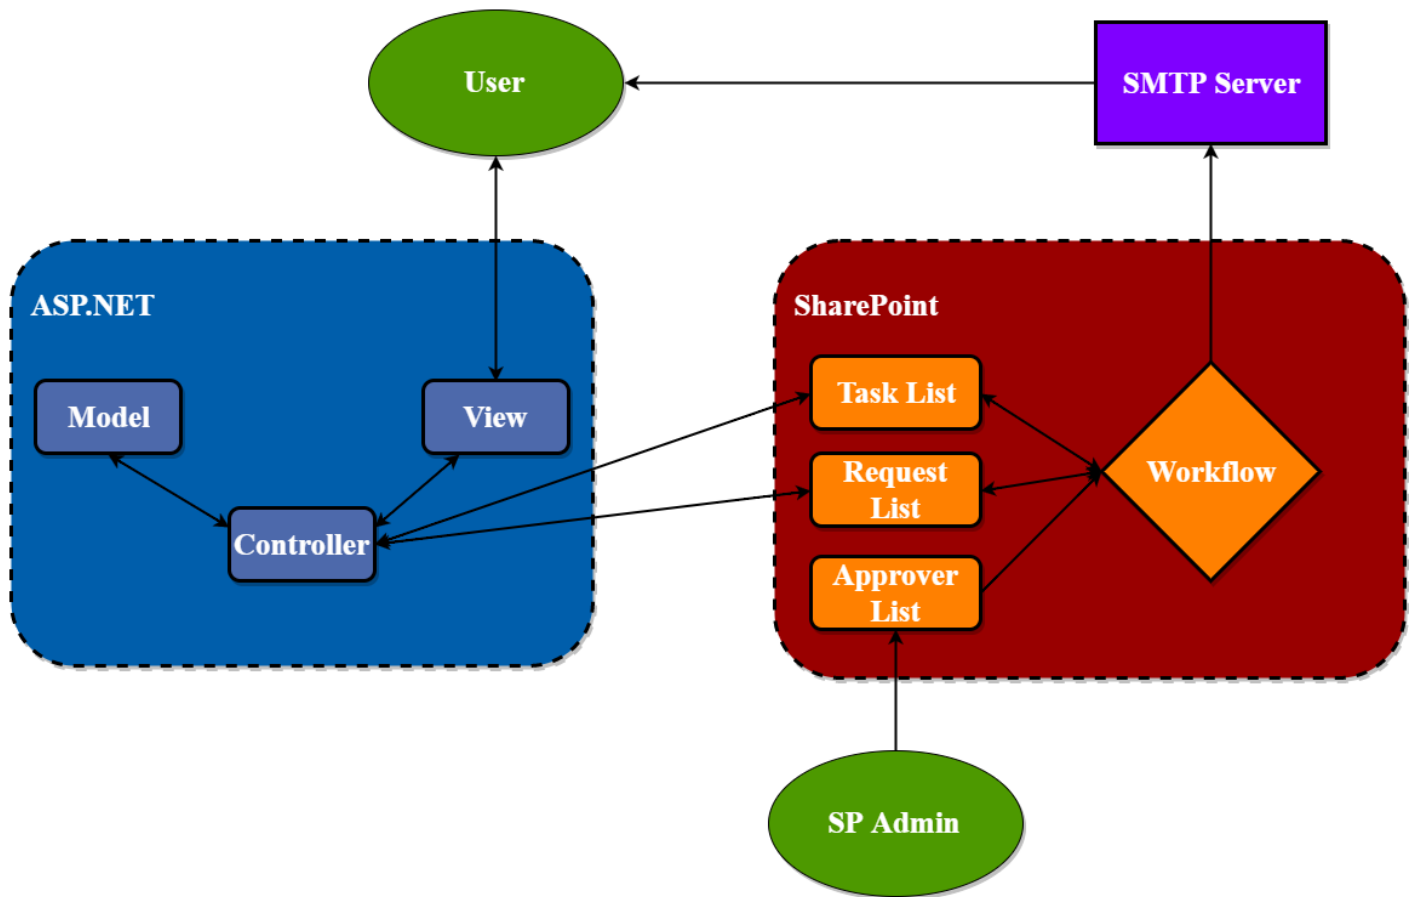 User
SMTP Server
ASP.NET
SharePoint
Model
View
Controller
Task List
Request
List
Approver
List
Workflow
SP Admin